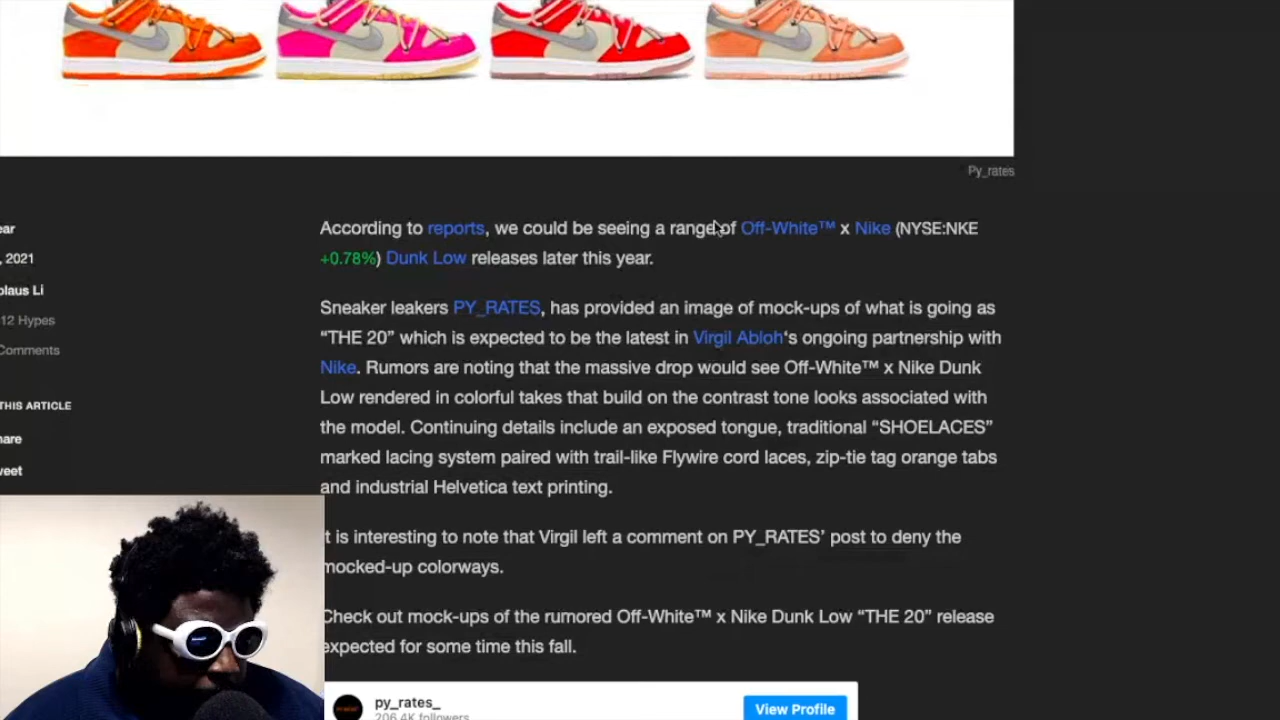 Py_rates
According to reports, we could be seeing a range of Off-White™ x Nike (NYSE:NKE
+0.78%) Dunk Low releases later this year.
Sneaker leakers PY_RATES, has provided an image of mock-ups of what is going as
“THE 20” which is expected to be the latest in Virgil Abloh‘s ongoing partnership with
Nike. Rumors are noting that the massive drop would see Off-White™ x Nike Dunk
Low rendered in colorful takes that build on the contrast tone looks associated with
the model. Continuing details include an exposed tongue, traditional “SHOELACES”
marked lacing system paired with trail-like Flywire cord laces, zip-tie tag orange tabs
and industrial Helvetica text printing.
t is interesting to note that Virgil left a comment on PY_RATES’ post to deny the
mocked-up colorways.
Check out mock-ups of the rumored Off-White™ x Nike Dunk Low “THE 20” release
expected for some time this fall.
ear
, 2021
olaus Li
12 Hypes
Comments
THIS ARTICLE
hare
weet
py_rates_
206.4K followers
View Profile